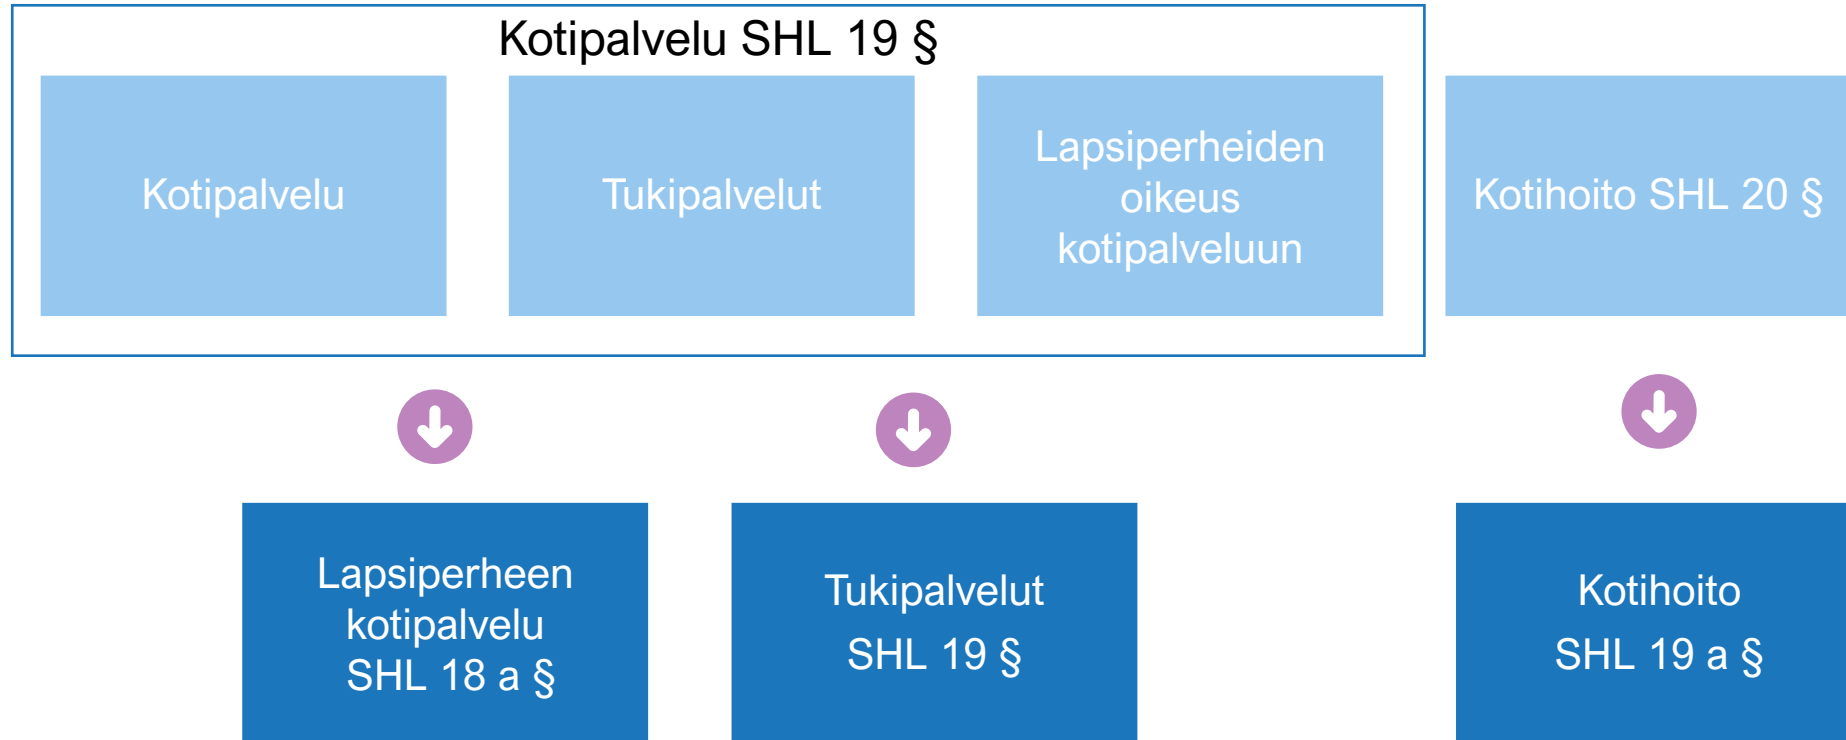 Kotipalvelu SHL 19 §
Kotipalvelu
Tukipalvelut
Lapsiperheiden
oikeus
kotipalveluun
Kotihoito SHL 20 §
Lapsiperheen
kotipalvelu
SHL 18 a §
Tukipalvelut
SHL 19 §
Kotihoito
SHL 19 a §